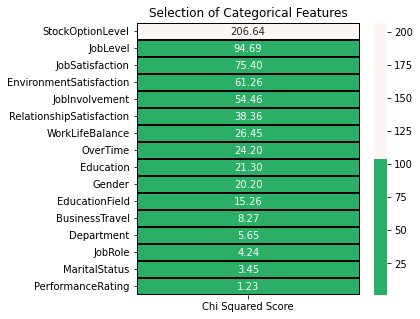 Selection of Categorical Features
StockOptionLevel 206.64
JobLevel 94.69
JobSatisfaction 75.40
EnvironmentSatisfaction 61.26
JobInvolvement 54.46
RelationshipSatisfaction 38.36
WorkLifeBalance 26.45
OverTime 24.20
Education 21.30
Gender 20.20
EducationField 15.26
BusinessTravel 8.27
Department 5.65
JobRole 4.24
MaritalStatus 3.45
PerformanceRating 1.23
Chi Squared Score
200
175
150
125
100
75
50
25